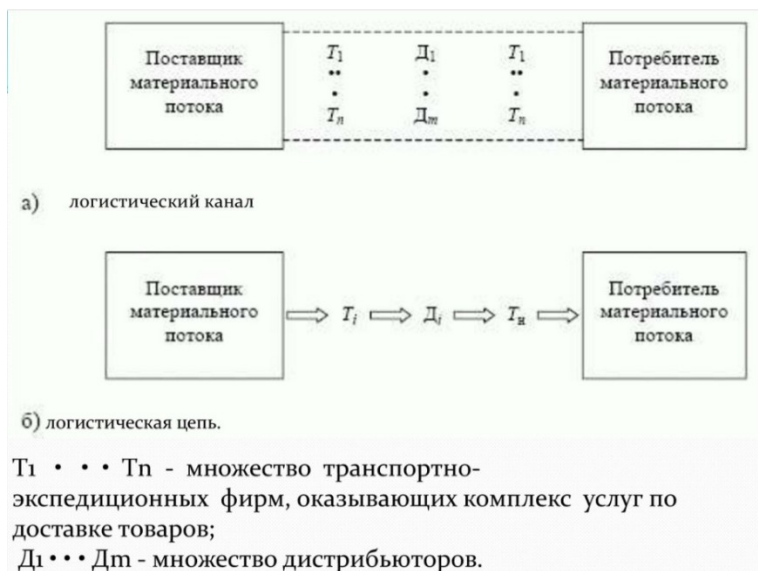 Поставщик
материального
потока
T₁ Д₁ T₁
•• • ••
• • •
Tₙ Дₘ Tₙ
Потребитель
материального
потока
а) логистический канал
Поставщик
материального
потока
⇒ Tᵢ ⇒ Дᵢ ⇒ Tн ⇒
Потребитель
материального
потока
б) логистическая цепь.
Т1 • • • Тn - множество транспортно-
экспедиционных фирм, оказывающих комплекс услуг по
доставке товаров;
Д1 • • • Дm - множество дистрибьюторов.